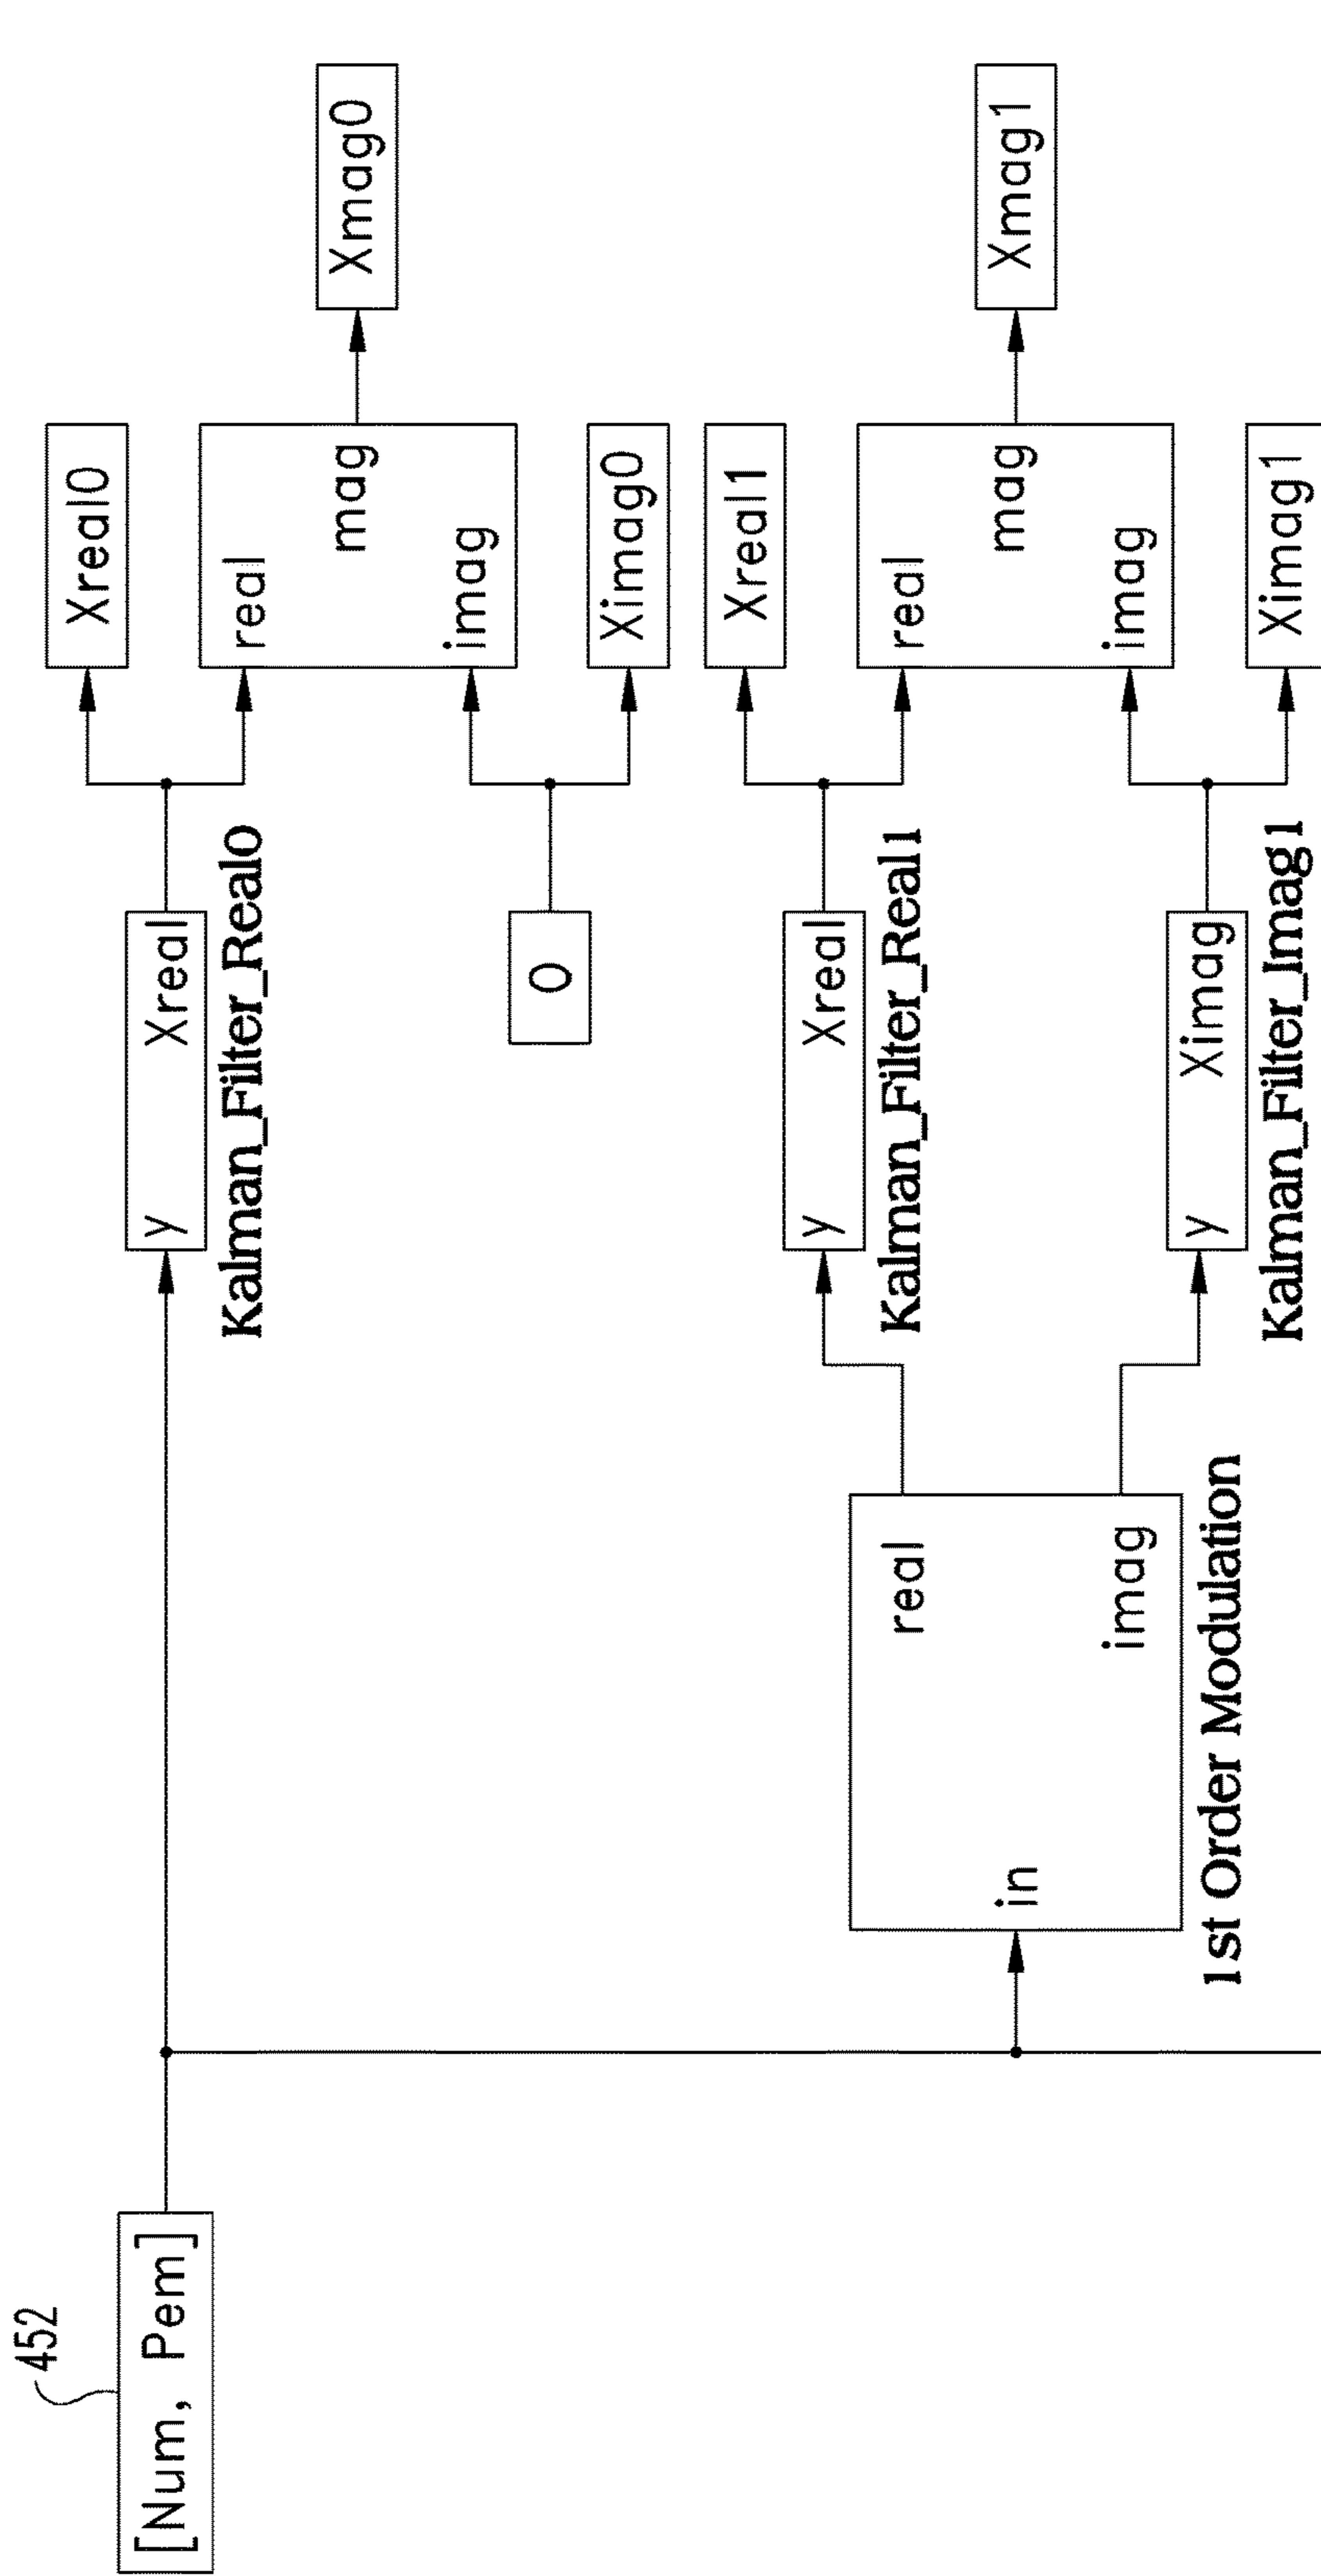 452
[Num, Pem]
y Xreal
Kalman_Filter_Real0
Xreal0
real
mag
imag
Xmag0
0
Ximag0
in
real
imag
1st Order Modulation
y Xreal
Kalman_Filter_Real1
Xreal1
real
mag
imag
Xmag1
y Ximag
Kalman_Filter_Imag1
Ximag1